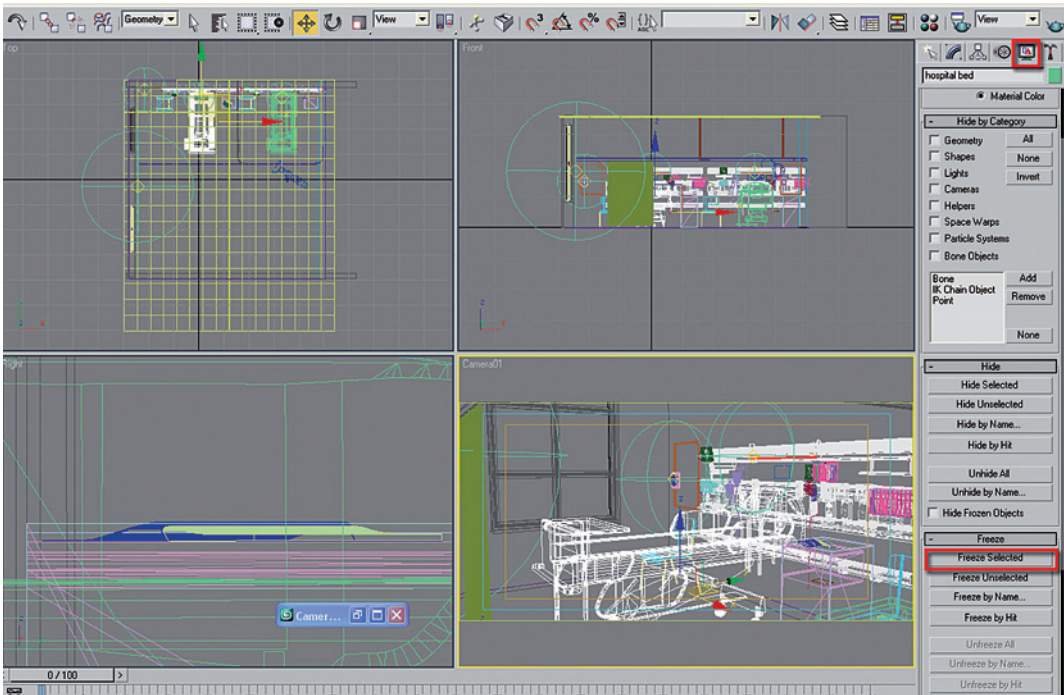 Geometry
View
3
ABC
View
Top
Front
hospital bed
Material Color
- Hide by Category
Geometry
All
Shapes
None
Lights
Invert
Cameras
Helpers
Space Warps
Particle Systems
Bone Objects
Bone
Add
IK Chain Object
Remove
Point
None
z
x
z
x
Right
Camera01
- Hide
Hide Selected
Hide Unselected
Hide by Name...
Hide by Hit
Unhide All
Unhide by Name...
Hide Frozen Objects
- Freeze
Freeze Selected
Freeze Unselected
Freeze by Name...
Freeze by Hit
Unfreeze All
Unfreeze by Name...
Unfreeze by Hit
z
Camer...
0 / 100
>